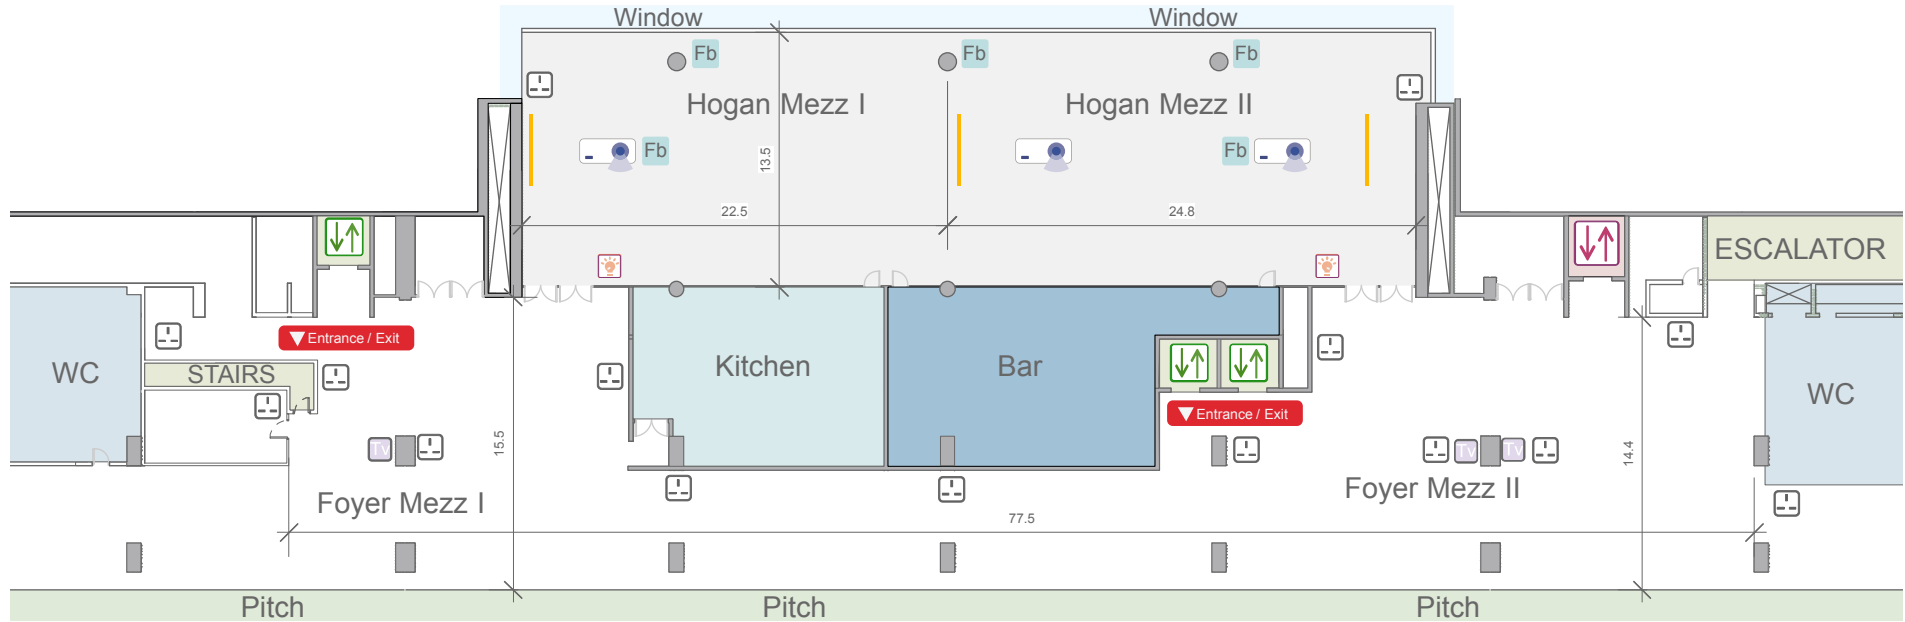 Window
Window
Fb
Fb
Fb
Hogan Mezz I
Hogan Mezz II
Fb
Fb
13.5
22.5
24.8
ESCALATOR
Entrance / Exit
WC
STAIRS
Kitchen
Bar
WC
Entrance / Exit
Tv
15.5
Tv
Tv
14.4
Foyer Mezz I
Foyer Mezz II
77.5
Pitch
Pitch
Pitch